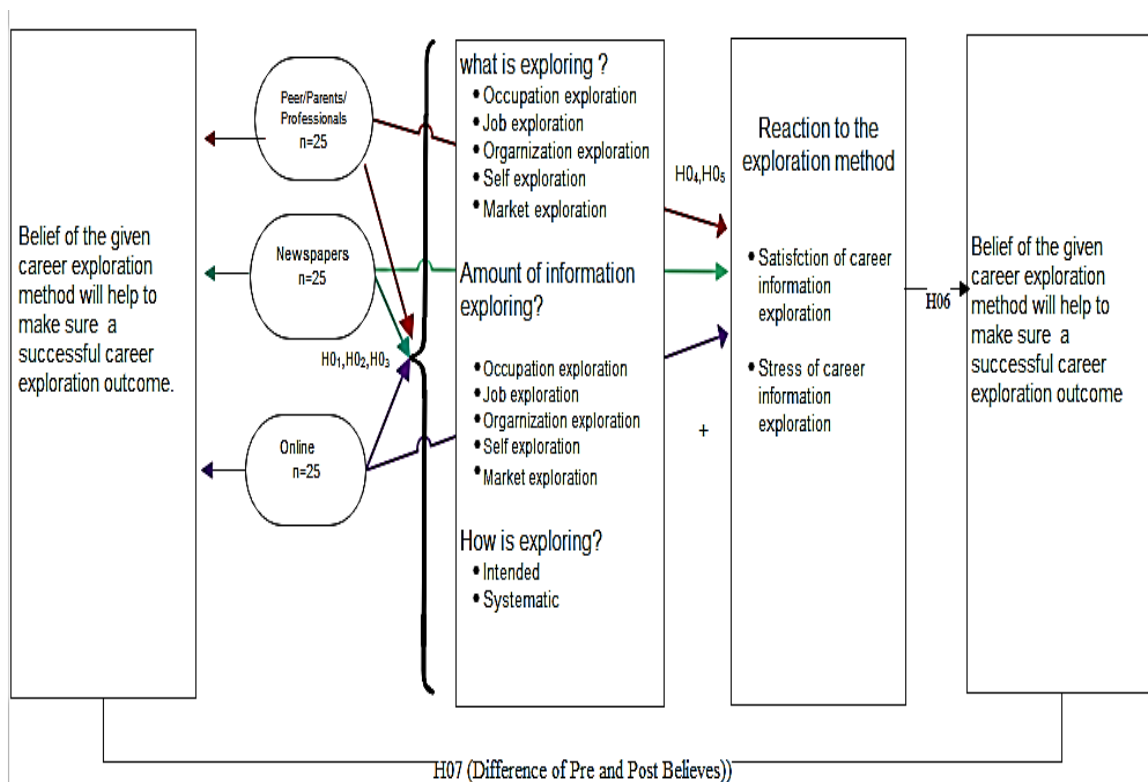 Belief of the given
career exploration
method will help to
make sure a
successful career
exploration outcome.
Peer/Parents/
Professionals
n=25
Newspapers
n=25
H0₁,H0₂,H0₃
Online
n=25
what is exploring ?
• Occupation exploration
• Job exploration
• Orgarnization exploration
• Self exploration
• Market exploration
Amount of information
exploring?
• Occupation exploration
• Job exploration
• Orgarnization exploration
• Self exploration
• Market exploration
How is exploring?
• Intended
• Systematic
H0₄,H0₅
+
Reaction to the
exploration method
• Satisfction of career
information
exploration
• Stress of career
information
exploration
H06
Belief of the given
career exploration
method will help to
make sure a
successful career
exploration outcome
H07 (Difference of Pre and Post Believes))